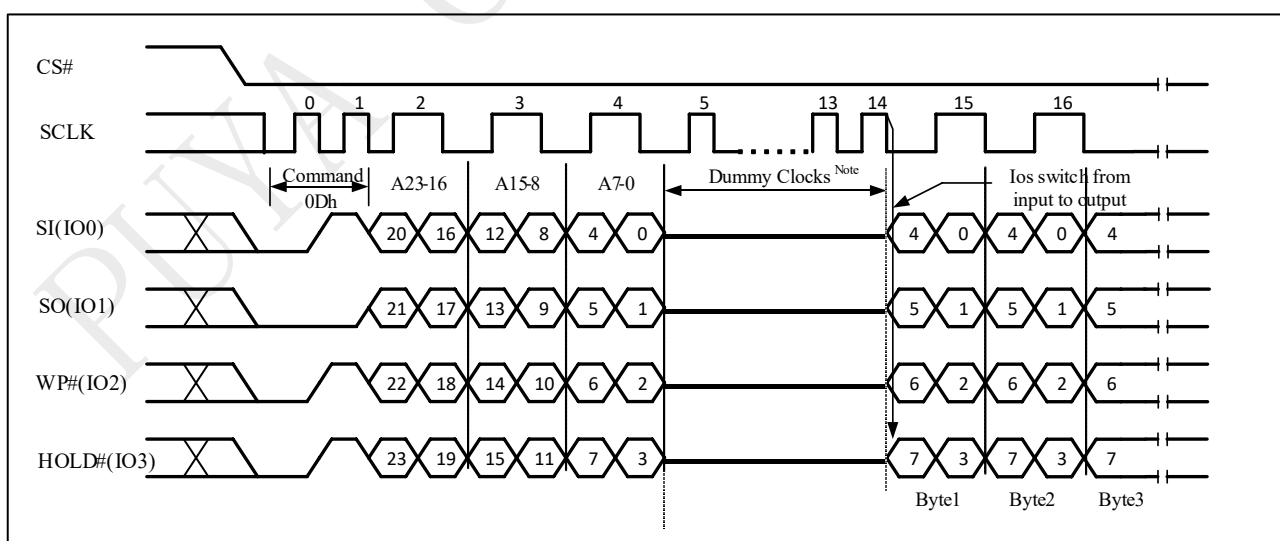 PUYA
CS#
SCLK
0 1 2 3 4 5 13 14 15 16
Command
0Dh
A23-16
A15-8
A7-0
Dummy Clocks Note
Ios switch from
input to output
SI(IO0)
20 16 12 8 4 0 4 0 4 0 4
SO(IO1)
21 17 13 9 5 1 5 1 5 1 5
WP#(IO2)
22 18 14 10 6 2 6 2 6 2 6
HOLD#(IO3)
23 19 15 11 7 3 7 3 7 3 7
Byte1 Byte2 Byte3